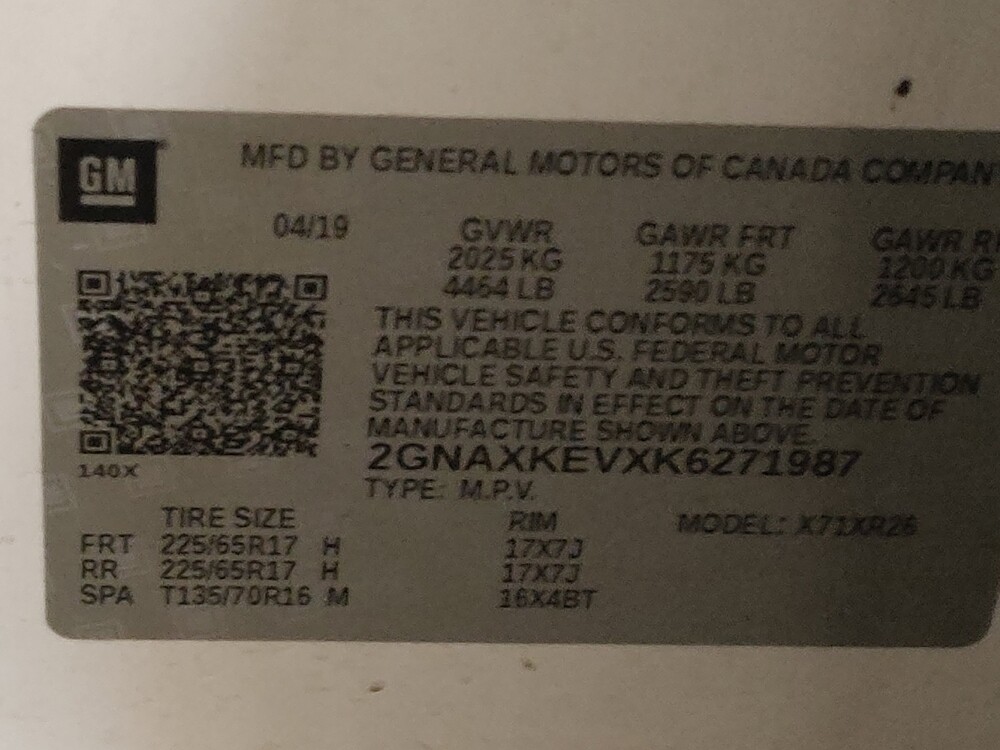 GM
MFD BY GENERAL MOTORS OF CANADA COMPANY
04/19 GVWR GAWR FRT GAWR R
2025 KG 1175 KG 1200 KG
4464 LB 2590 LB 2645 LB
THIS VEHICLE CONFORMS TO ALL
APPLICABLE U.S. FEDERAL MOTOR
VEHICLE SAFETY AND THEFT PREVENTION
STANDARDS IN EFFECT ON THE DATE OF
MANUFACTURE SHOWN ABOVE.
140X
2GNAXKEVXK6271987
TYPE: M.P.V.
TIRE SIZE RIM MODEL: X71XR26
FRT 225/65R17 H 17X7J
RR 225/65R17 H 17X7J
SPA T135/70R16 M 16X4BT